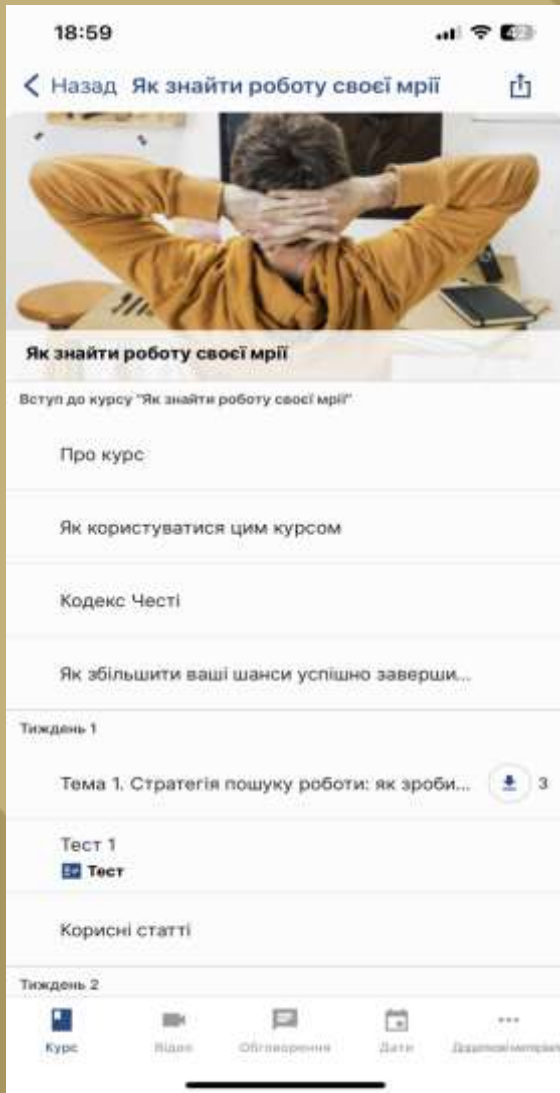 18:59
Назад Як знайти роботу своєї мрії
Як знайти роботу своєї мрії
Вступ до курсу "Як знайти роботу своєї мрії"
Про курс
Як користуватися цим курсом
Кодекс Честі
Як збільшити ваші шанси успішно заверши...
Тиждень 1
Тема 1. Стратегія пошуку роботи: як зроби... 3
Тест 1
Тест
Корисні статті
Тиждень 2
Курс Відео Обговорення Дати Додаткові матеріали